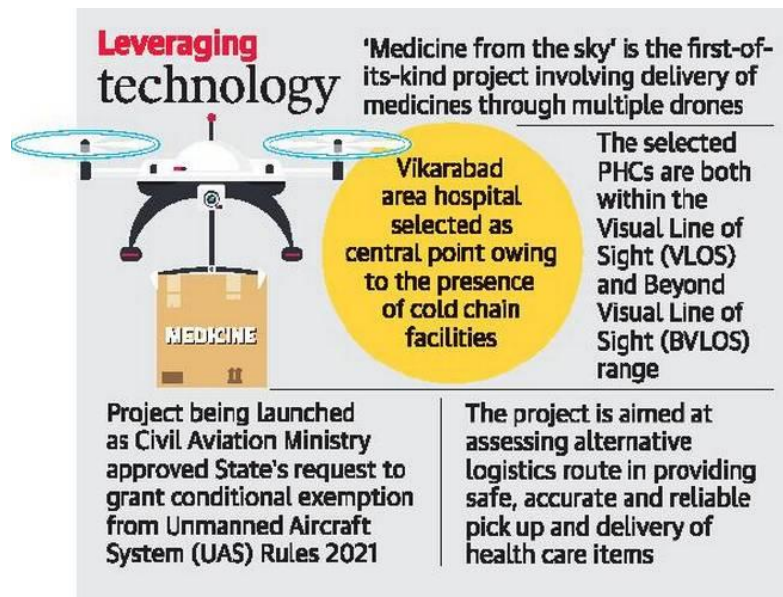 Leveraging
technology
‘Medicine from the sky’ is the first-of-
its-kind project involving delivery of
medicines through multiple drones
Vikarabad
area hospital
selected as
central point owing
to the presence
of cold chain
facilities
The selected
PHCs are both
within the
Visual Line of
Sight (VLOS)
and Beyond
Visual Line of
Sight (BVLOS)
range
MEDICINE
Project being launched
as Civil Aviation Ministry
approved State's request to
grant conditional exemption
from Unmanned Aircraft
System (UAS) Rules 2021
The project is aimed at
assessing alternative
logistics route in providing
safe, accurate and reliable
pick up and delivery of
health care items